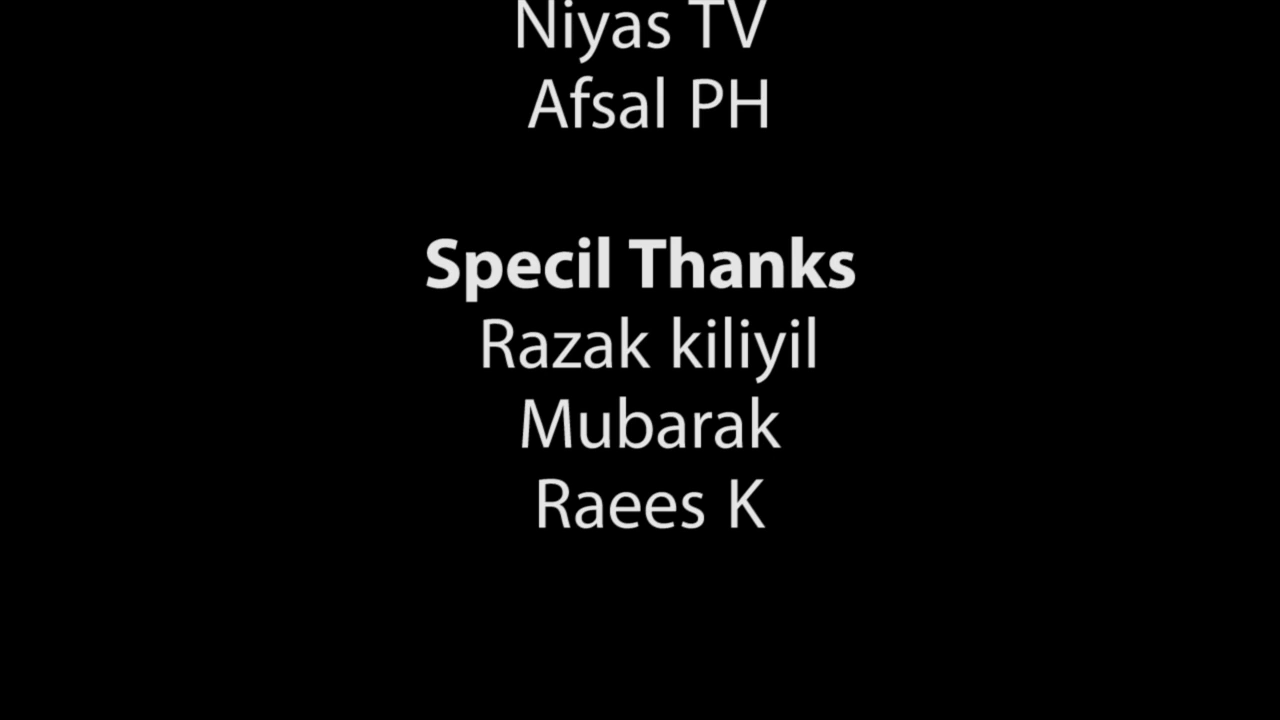 Niyas TV
Afsal PH
Specil Thanks
Razak kiliyil
Mubarak
Raees K